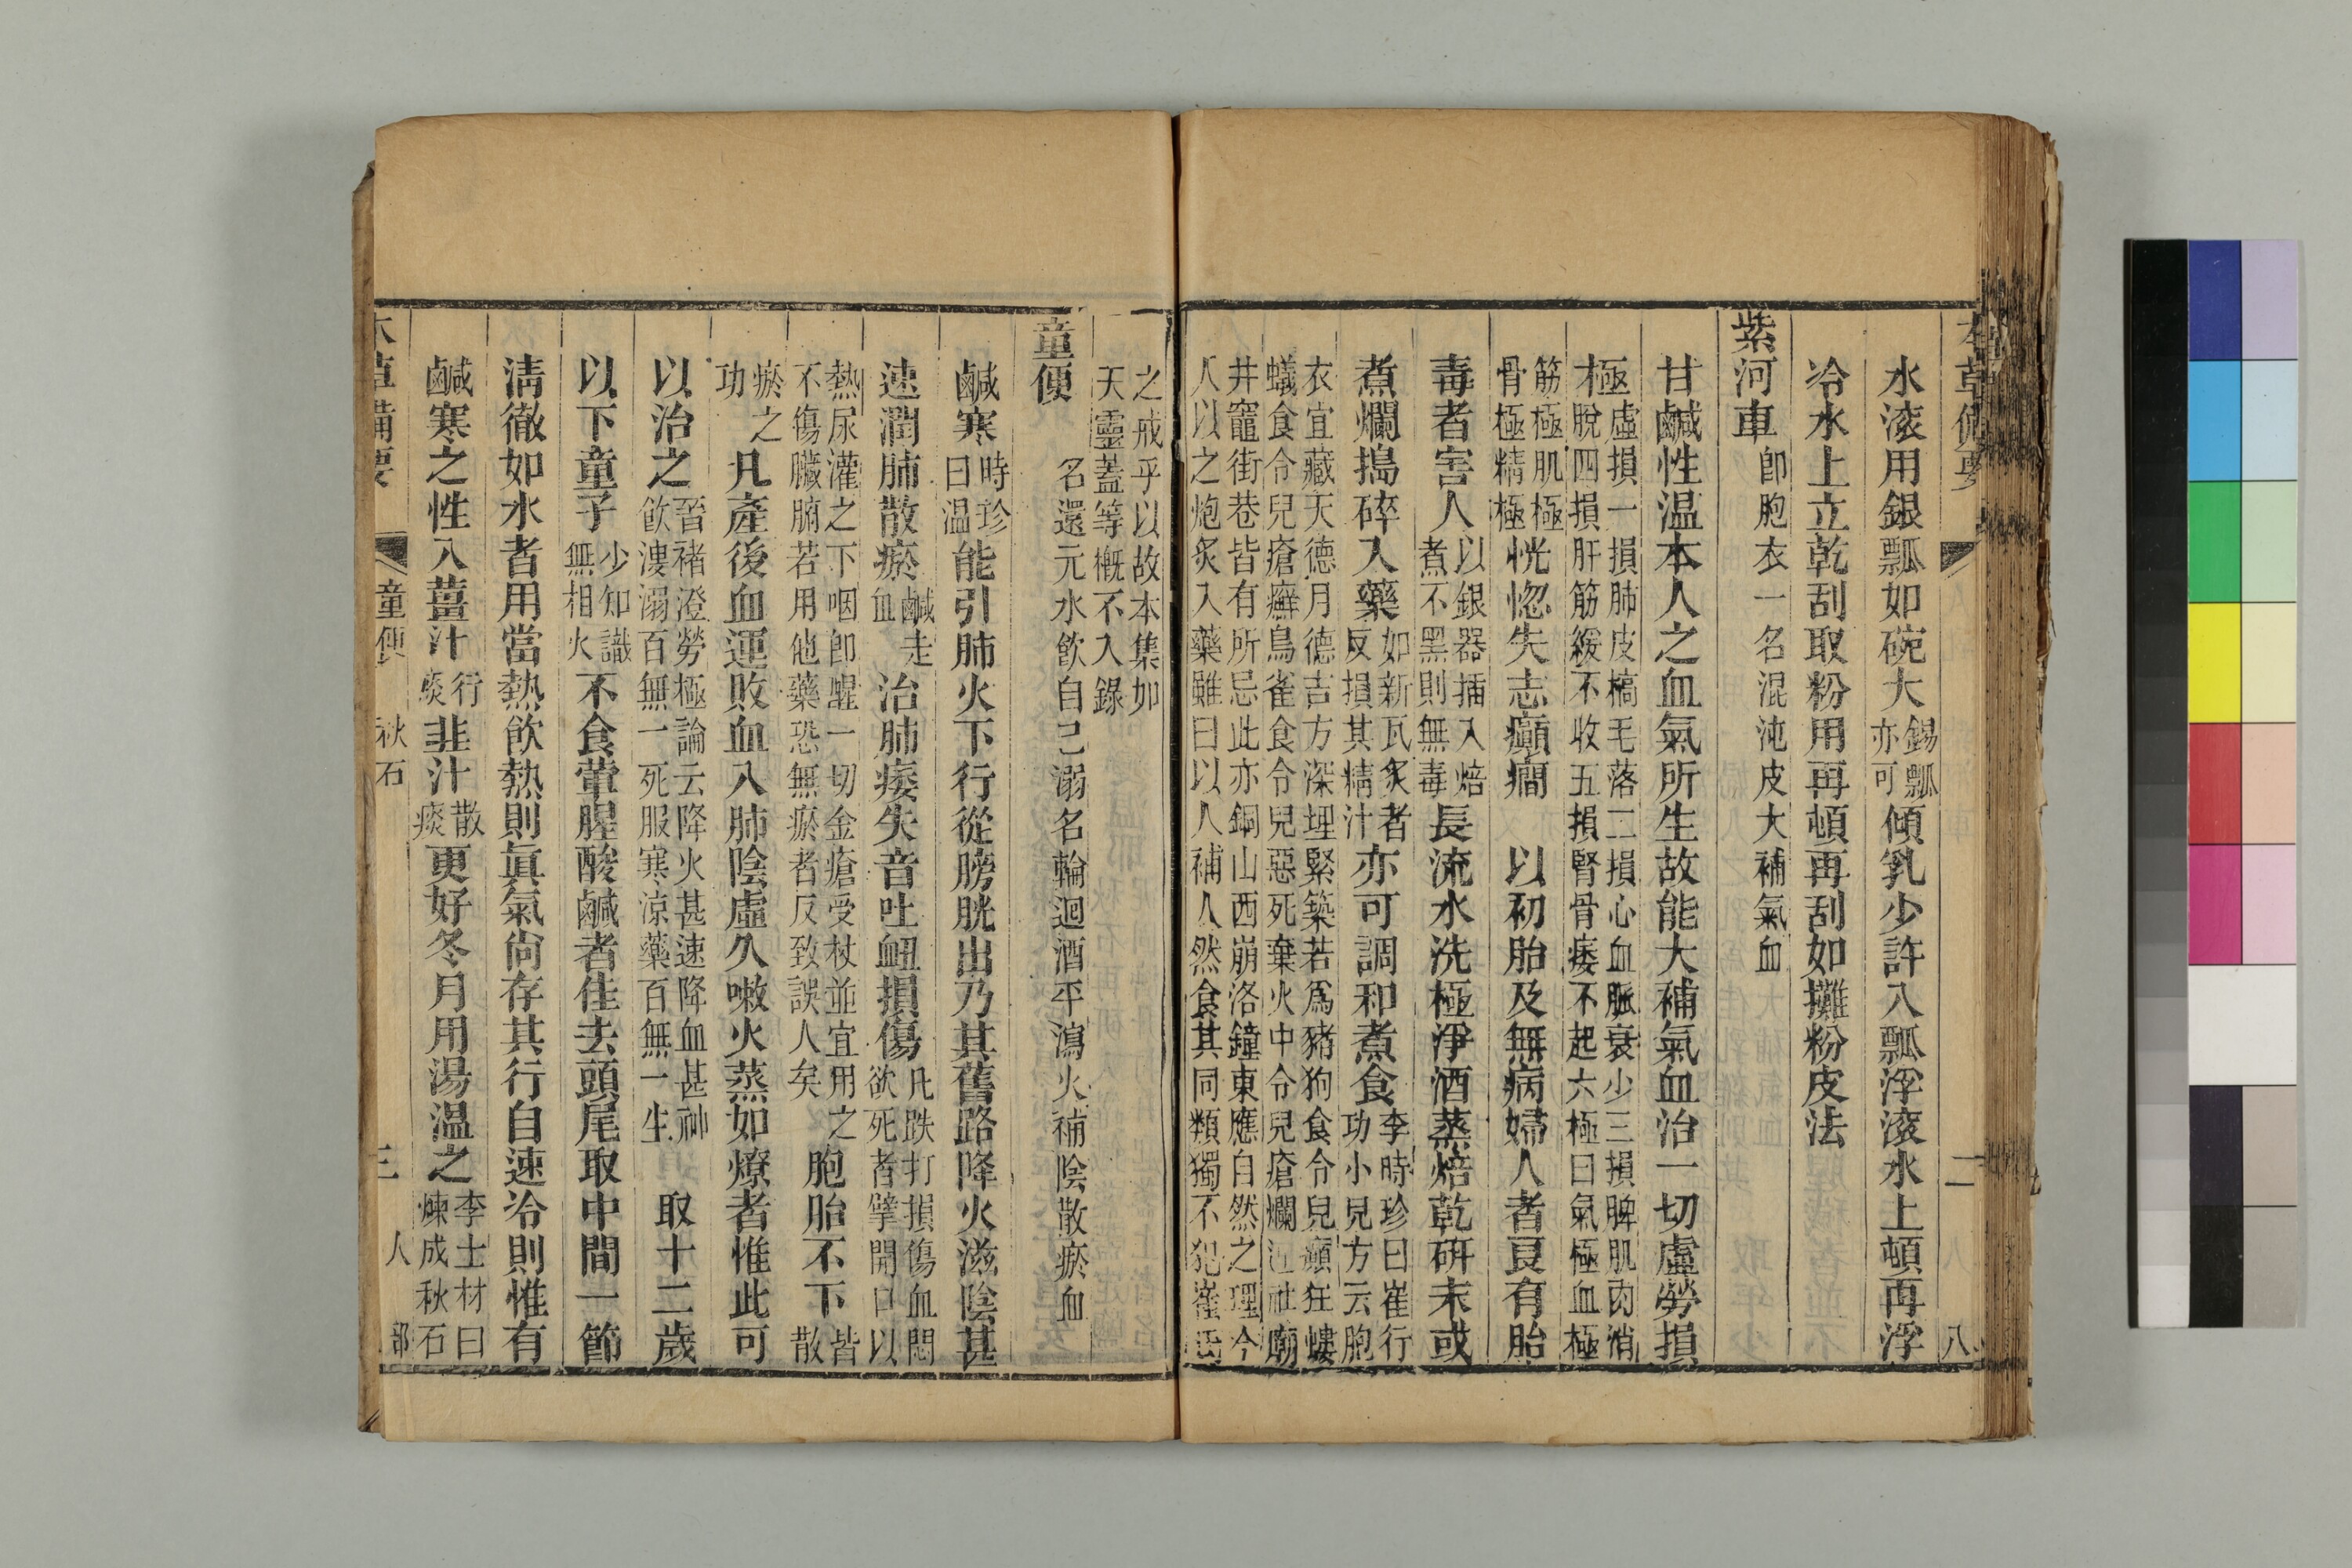 本草備要 二 八
水滚用銀瓢如碗大錫瓢亦可傾乳少許入瓢浮滚水上頓再浮
冷水上立乾刮取粉用再頓再刮如攤粉皮法
紫河車即胞衣一名混沌皮大補氣血
甘鹹性温本人之血氣所生故能大補氣血治一切虛勞損
極虛損一損肺皮槁毛落二損心血脈衰少三損脾肌肉消脫四損肝筋緩不收五損腎骨痿不起六極曰氣極血極
筋極肌極骨極精極恍惚失志癲癇 以初胎及無病婦人者良有胎
毒者害人以銀器插入焙煮不黑則無毒長流水洗極淨酒蒸焙乾研末或
煮爛搗碎入藥如新瓦炙者反損其精汁亦可調和煮食李時珍曰崔行功小兒方云胞
衣宜藏天德月德吉方深埋緊築若爲豬狗食令兒癲狂螻蟻食令兒瘡癬鳥雀食令兒惡死棄火中令兒瘡爛近社廟
井竈街巷皆有所忌此亦銅山西崩洛鐘東應自然之理今人以之炮炙入藥雖曰以人補人然食其同類獨不犯崔氏
之戒乎以故本集如天靈蓋等槪不入錄
童便名還元水飮自己溺名輪迴酒平瀉火補陰散瘀血
鹹寒時珍曰温能引肺火下行從膀胱出乃其舊路降火滋陰甚
速潤肺散瘀鹹走血治肺痿失音吐衄損傷凡跌打損傷血悶欲死者擘開口以
熱尿灌之下咽即醒一切金瘡受杖並宜用之不傷臟腑若用他藥恐無瘀者反致誤人矣胞胎不下皆散
瘀之功凡產後血運敗血入肺陰虛久嗽火蒸如燎者惟此可
以治之晉褚澄勞極論云降火甚速降血甚神飮溲溺百無一死服寒涼藥百無一生取十二歲
以下童子少知識無相火不食葷腥酸鹹者佳去頭尾取中間一節
淸徹如水者用當熱飮熱則眞氣尙存其行自速冷則惟有
鹹寒之性入薑汁行痰韭汁散瘀更好冬月用湯温之李士材曰煉成秋石
本草備要 童便 秋石 三 人部